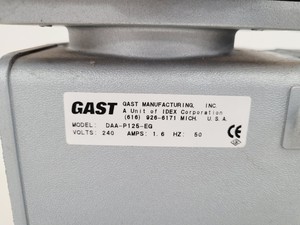 GAST
GAST MANUFACTURING, INC.
A Unit of IDEX Corporation
(616) 926-6171 MICH. U.S.A.
MODEL: DAA-P125-EQ
VOLTS: 240 AMPS: 1.6 HZ: 50
CE